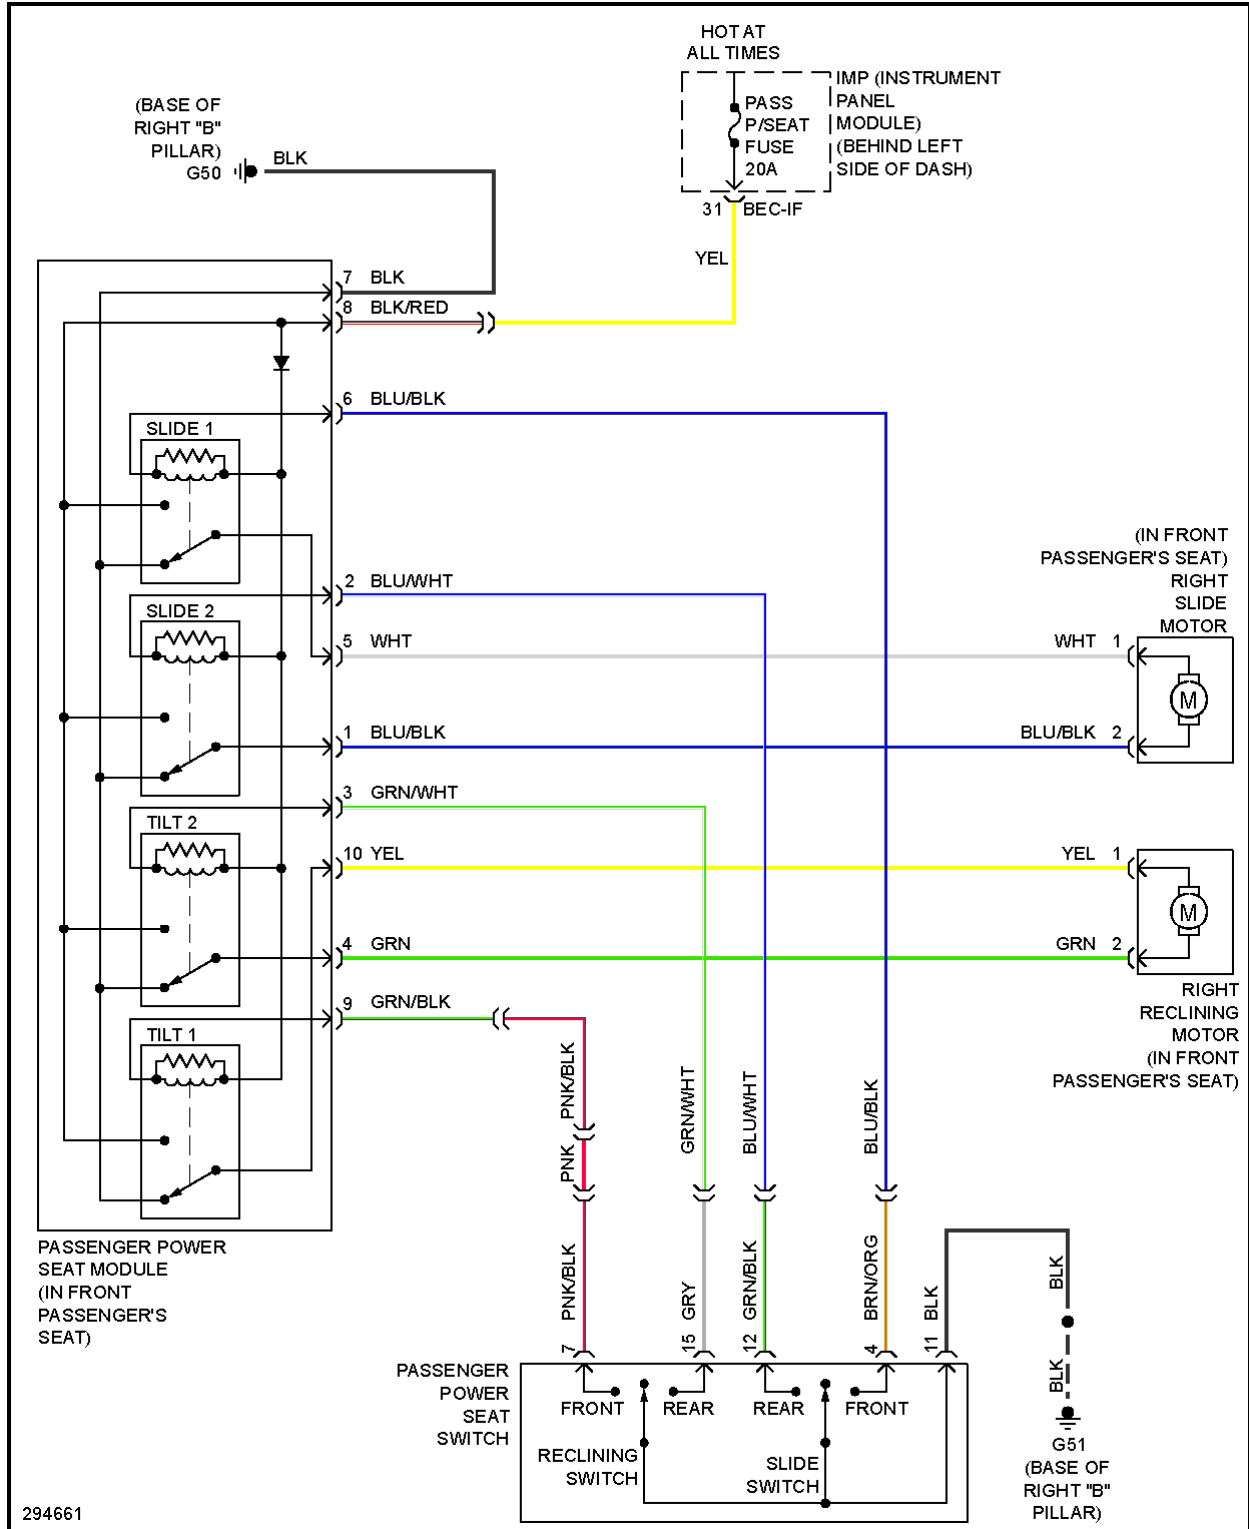 HOT AT
ALL TIMES
IMP (INSTRUMENT
PANEL
MODULE)
(BEHIND LEFT
SIDE OF DASH)
PASS
P/SEAT
FUSE
20A
31 BEC-IF
YEL
(BASE OF
RIGHT "B"
PILLAR)
G50
BLK
7 BLK
8 BLK/RED
6 BLU/BLK
SLIDE 1
2 BLU/WHT
SLIDE 2
5 WHT
1 BLU/BLK
3 GRN/WHT
TILT 2
10 YEL
4 GRN
9 GRN/BLK
TILT 1
(IN FRONT
PASSENGER'S SEAT)
RIGHT
SLIDE
MOTOR
WHT 1
M
BLU/BLK 2
YEL 1
M
GRN 2
RIGHT
RECLINING
MOTOR
(IN FRONT
PASSENGER'S SEAT)
PNK/BLK
PNK
GRN/WHT
BLU/WHT
BLU/BLK
PASSENGER POWER
SEAT MODULE
(IN FRONT
PASSENGER'S
SEAT)
7 PNK/BLK
15 GRY
12 GRN/BLK
4 BRN/ORG
11 BLK
BLK
BLK
PASSENGER
POWER
SEAT
SWITCH
FRONT
REAR
REAR
FRONT
RECLINING
SWITCH
SLIDE
SWITCH
G51
(BASE OF
RIGHT "B"
PILLAR)
294661